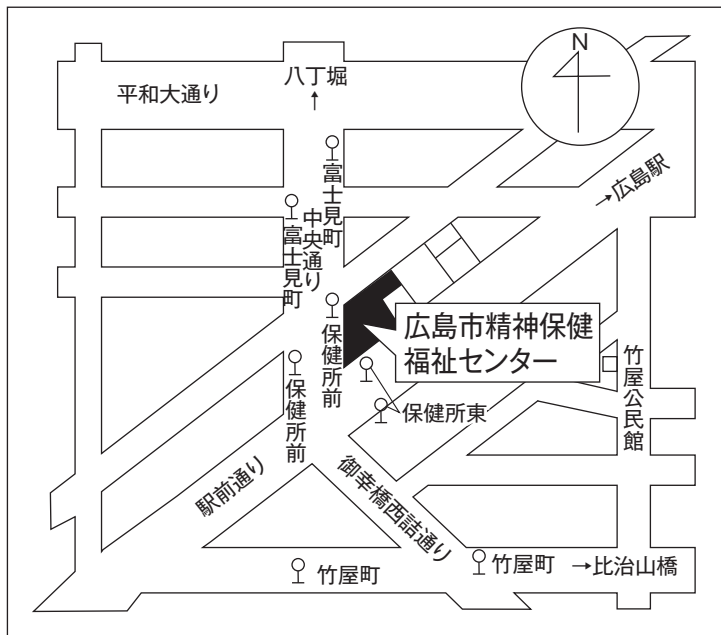 八丁堀
↑
N
平和大通り
→広島駅
富士見町
中央通り
富士見町
保健所前
広島市精神保健
福祉センター
保健所前
保健所東
竹屋公民館
駅前通り
御幸橋西詰通り
竹屋町
竹屋町
→比治山橋